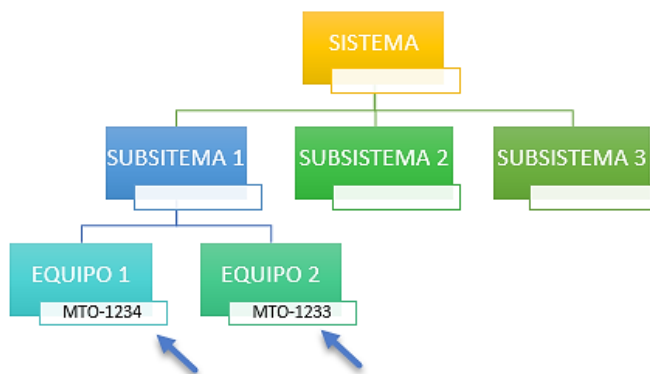 SISTEMA
SUBSITEMA 1
SUBSISTEMA 2
SUBSISTEMA 3
EQUIPO 1
MTO-1234
EQUIPO 2
MTO-1233